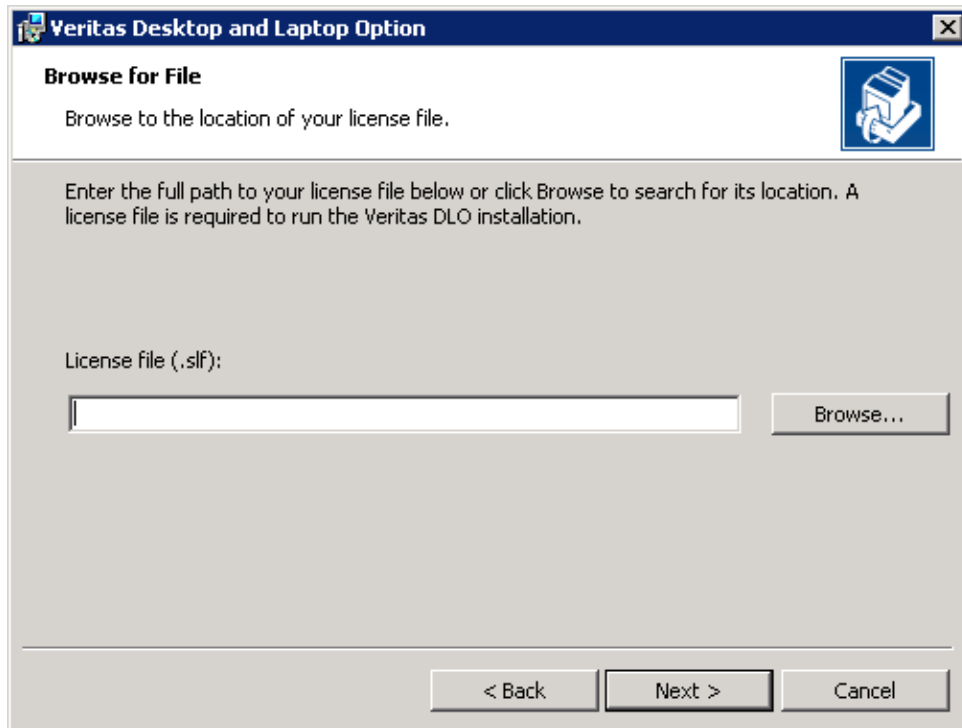 Veritas Desktop and Laptop Option
Browse for File
Browse to the location of your license file.
Enter the full path to your license file below or click Browse to search for its location. A
license file is required to run the Veritas DLO installation.
License file (.slf):
Browse...
< Back
Next >
Cancel